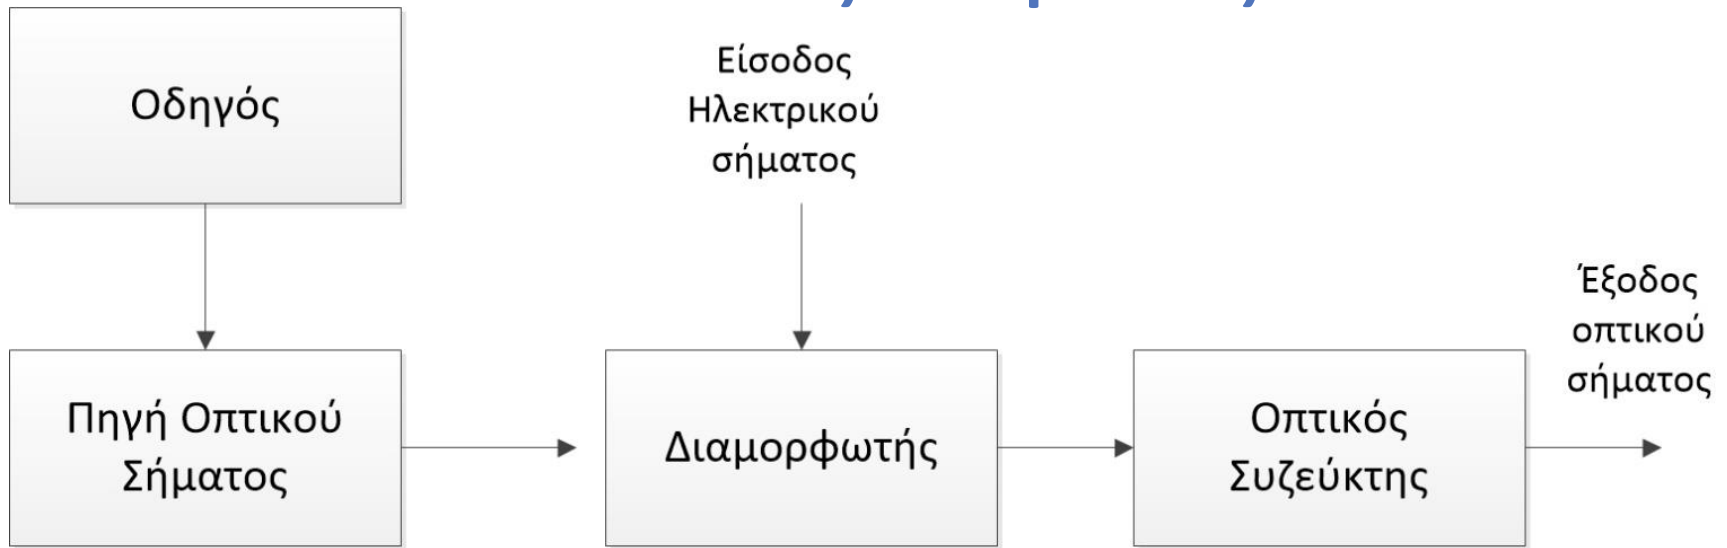 Οδηγός
Είσοδος
Ηλεκτρικού
σήματος
Έξοδος
οπτικού
σήματος
Πηγή Οπτικού
Σήματος
Διαμορφωτής
Οπτικός
Συζεύκτης